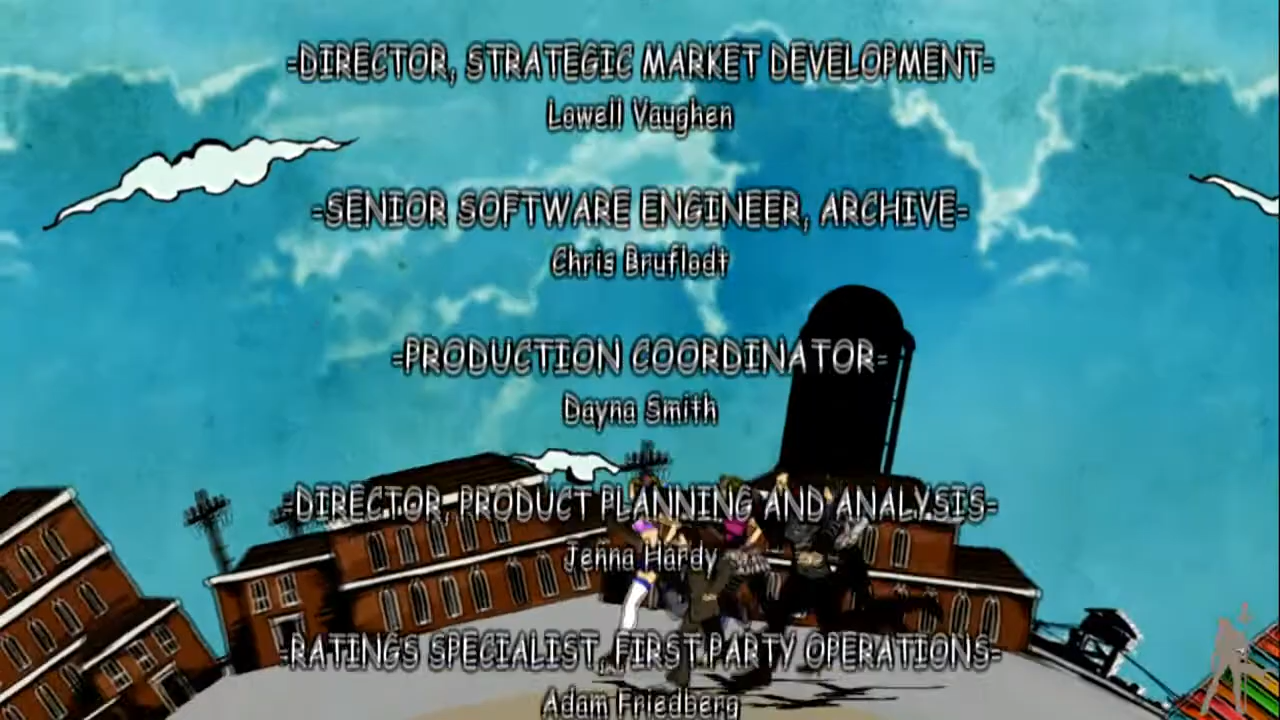 -DIRECTOR, STRATEGIC MARKET DEVELOPMENT-
Lowell Vaughen
-SENIOR SOFTWARE ENGINEER, ARCHIVE-
Chris Bruflodt
-PRODUCTION COORDINATOR-
Dayna Smith
-DIRECTOR, PRODUCT PLANNING AND ANALYSIS-
Jenna Hardy
-RATINGS SPECIALIST, FIRST PARTY OPERATIONS-
Adam Friedberg